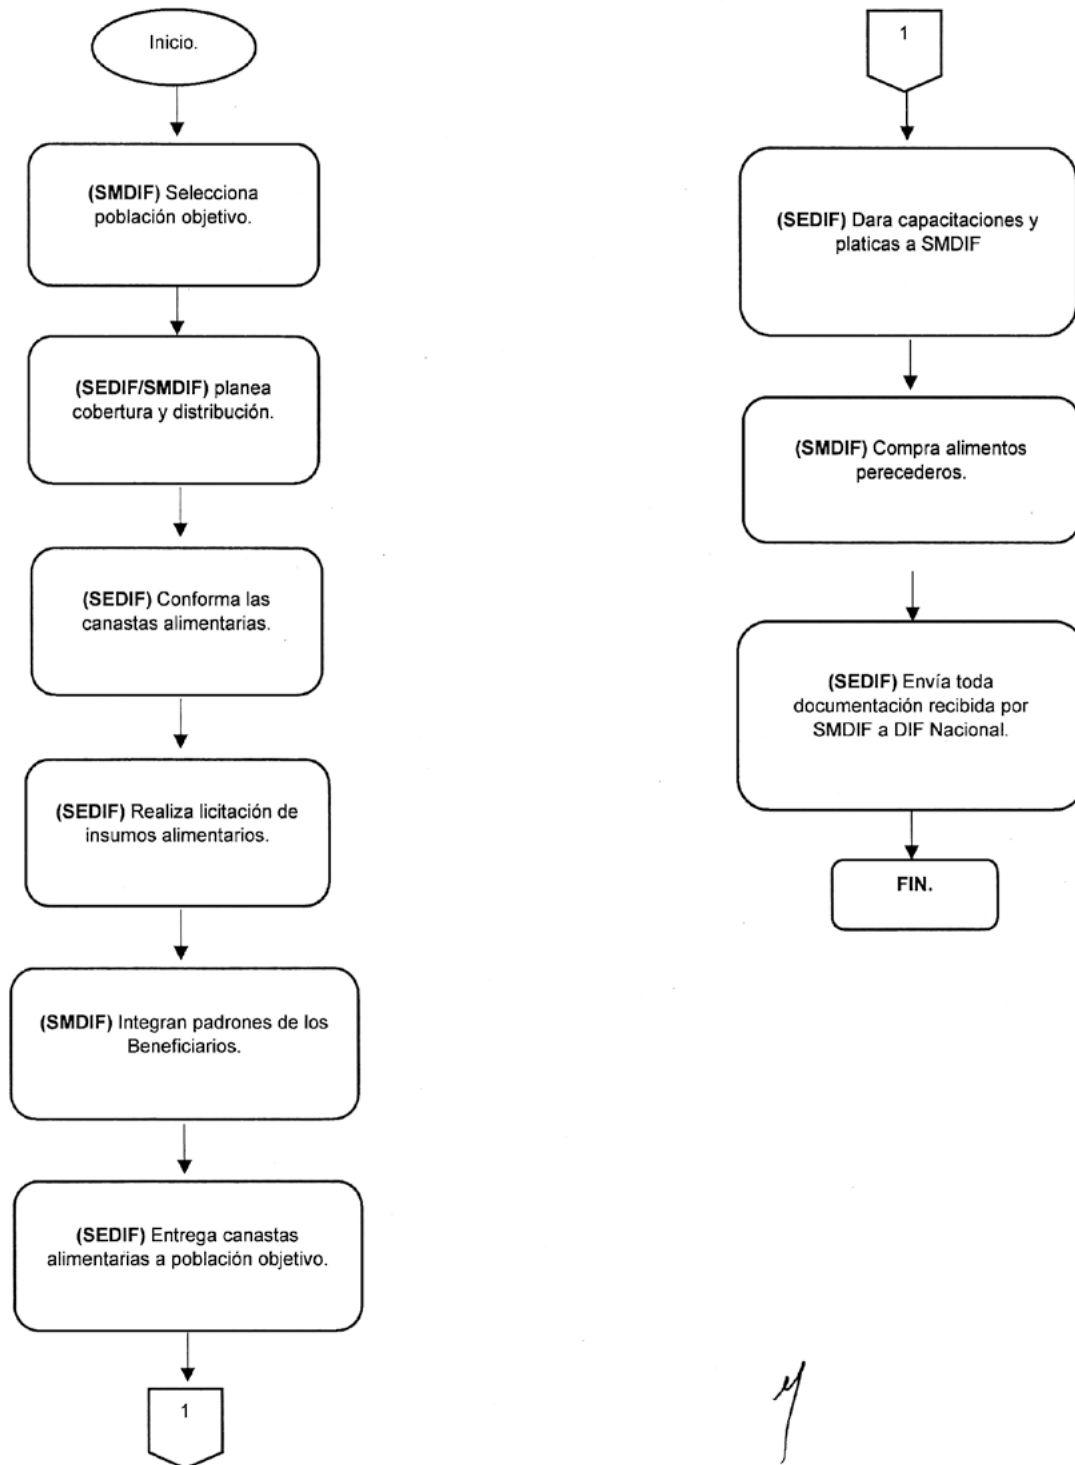 Inicio.
(SMDIF) Selecciona
población objetivo.
(SEDIF/SMDIF) planea
cobertura y distribución.
(SEDIF) Conforma las
canastas alimentarias.
(SEDIF) Realiza licitación de
insumos alimentarios.
(SMDIF) Integran padrones de los
Beneficiarios.
(SEDIF) Entrega canastas
alimentarias a población objetivo.
1
1
(SEDIF) Dara capacitaciones y
platicas a SMDIF
(SMDIF) Compra alimentos
perecederos.
(SEDIF) Envía toda
documentación recibida por
SMDIF a DIF Nacional.
FIN.